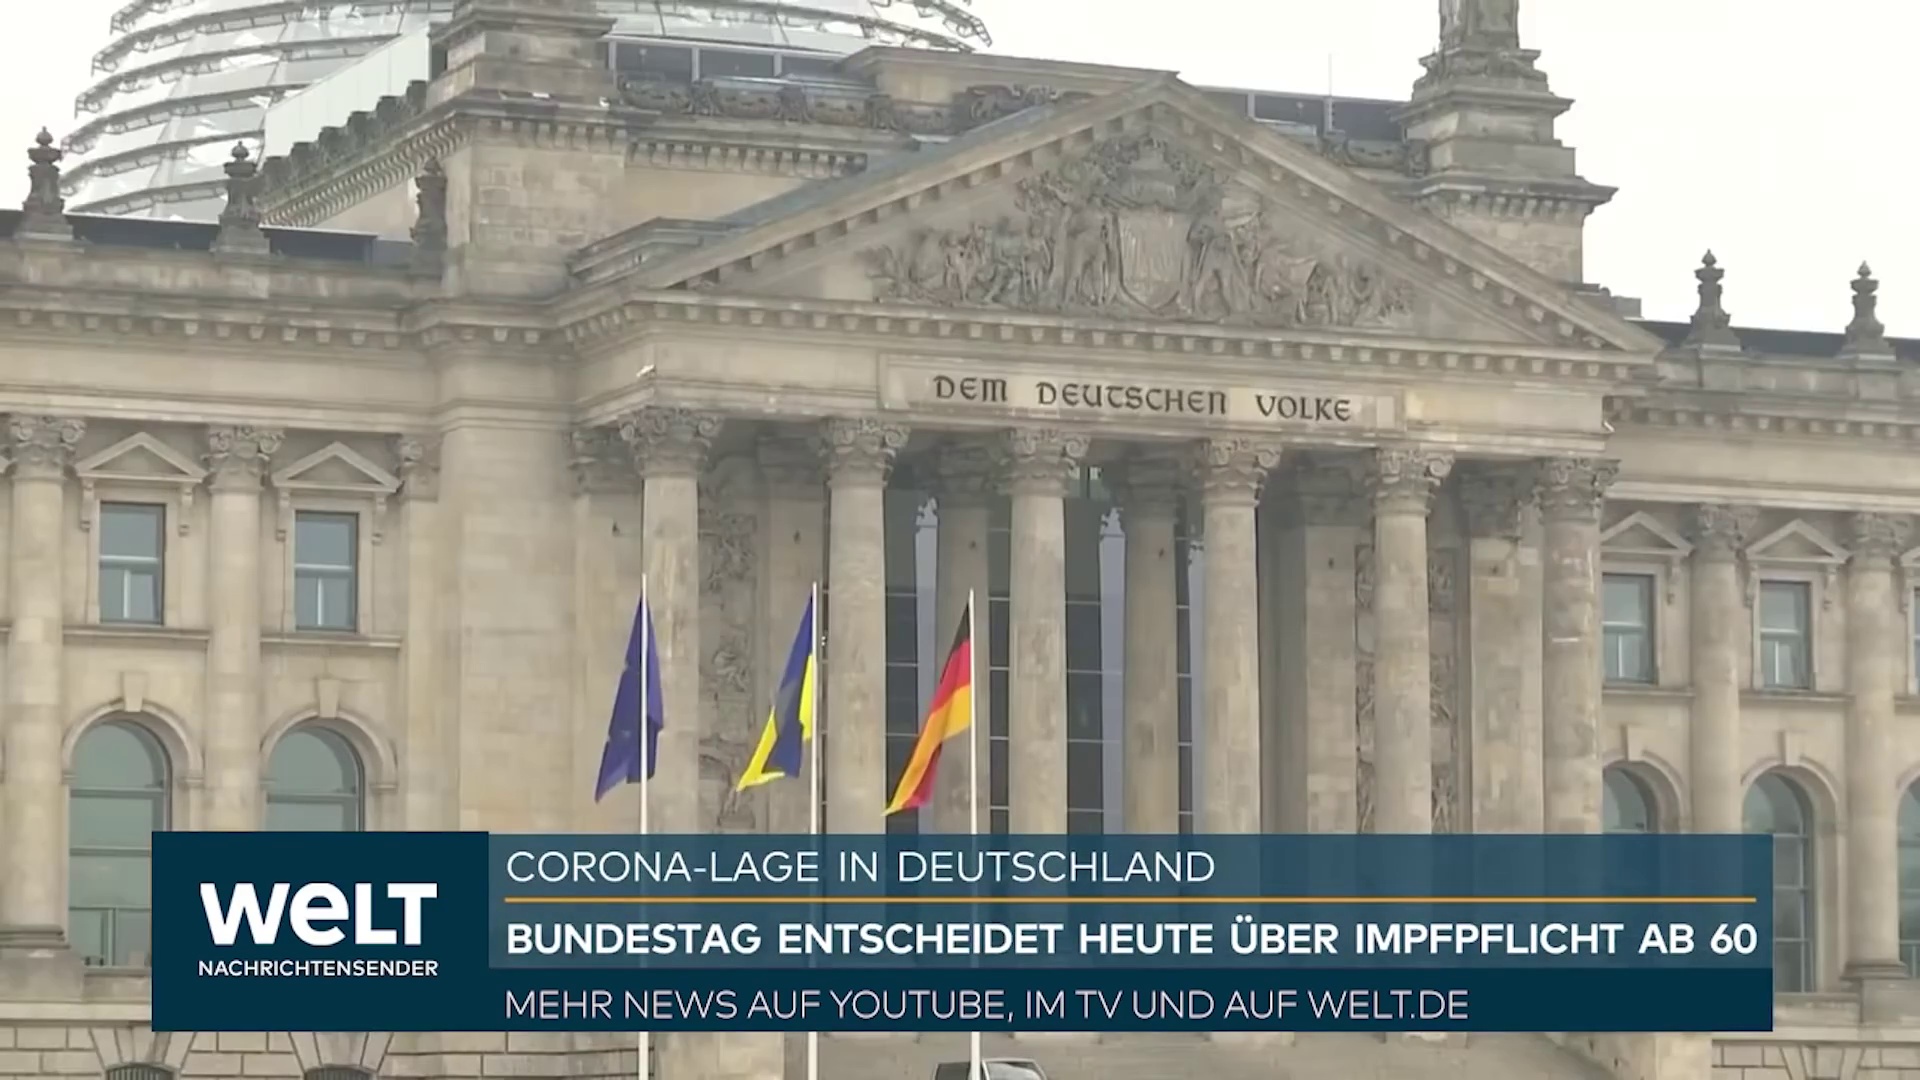 DEM DEUTSCHEN VOLKE
CORONA-LAGE IN DEUTSCHLAND
BUNDESTAG ENTSCHEIDET HEUTE ÜBER IMPFPFLICHT AB 60
MEHR NEWS AUF YOUTUBE, IM TV UND AUF WELT.DE
WELT
NACHRICHTENSENDER